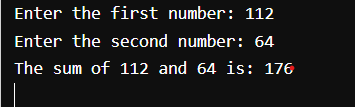 Enter the first number: 112
Enter the second number: 64
The sum of 112 and 64 is: 176